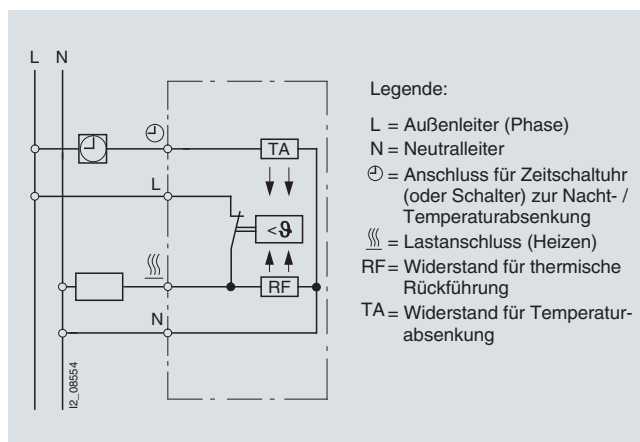 L N
Legende:
L = Außenleiter (Phase)
N = Neutralleiter
= Anschluss für Zeitschaltuhr
(oder Schalter) zur Nacht- /
Temperaturabsenkung
= Lastanschluss (Heizen)
RF = Widerstand für thermische
Rückführung
TA = Widerstand für Temperatur-
absenkung
TA
L
<ϑ
RF
N
I2_08554